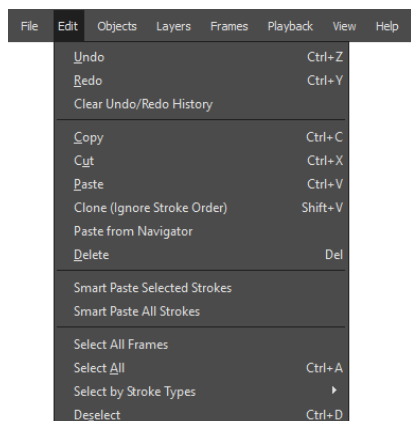 File Edit Objects Layers Frames Playback View Help
Undo Ctrl+Z
Redo Ctrl+Y
Clear Undo/Redo History
Copy Ctrl+C
Cut Ctrl+X
Paste Ctrl+V
Clone (Ignore Stroke Order) Shift+V
Paste from Navigator
Delete Del
Smart Paste Selected Strokes
Smart Paste All Strokes
Select All Frames
Select All Ctrl+A
Select by Stroke Types
Deselect Ctrl+D